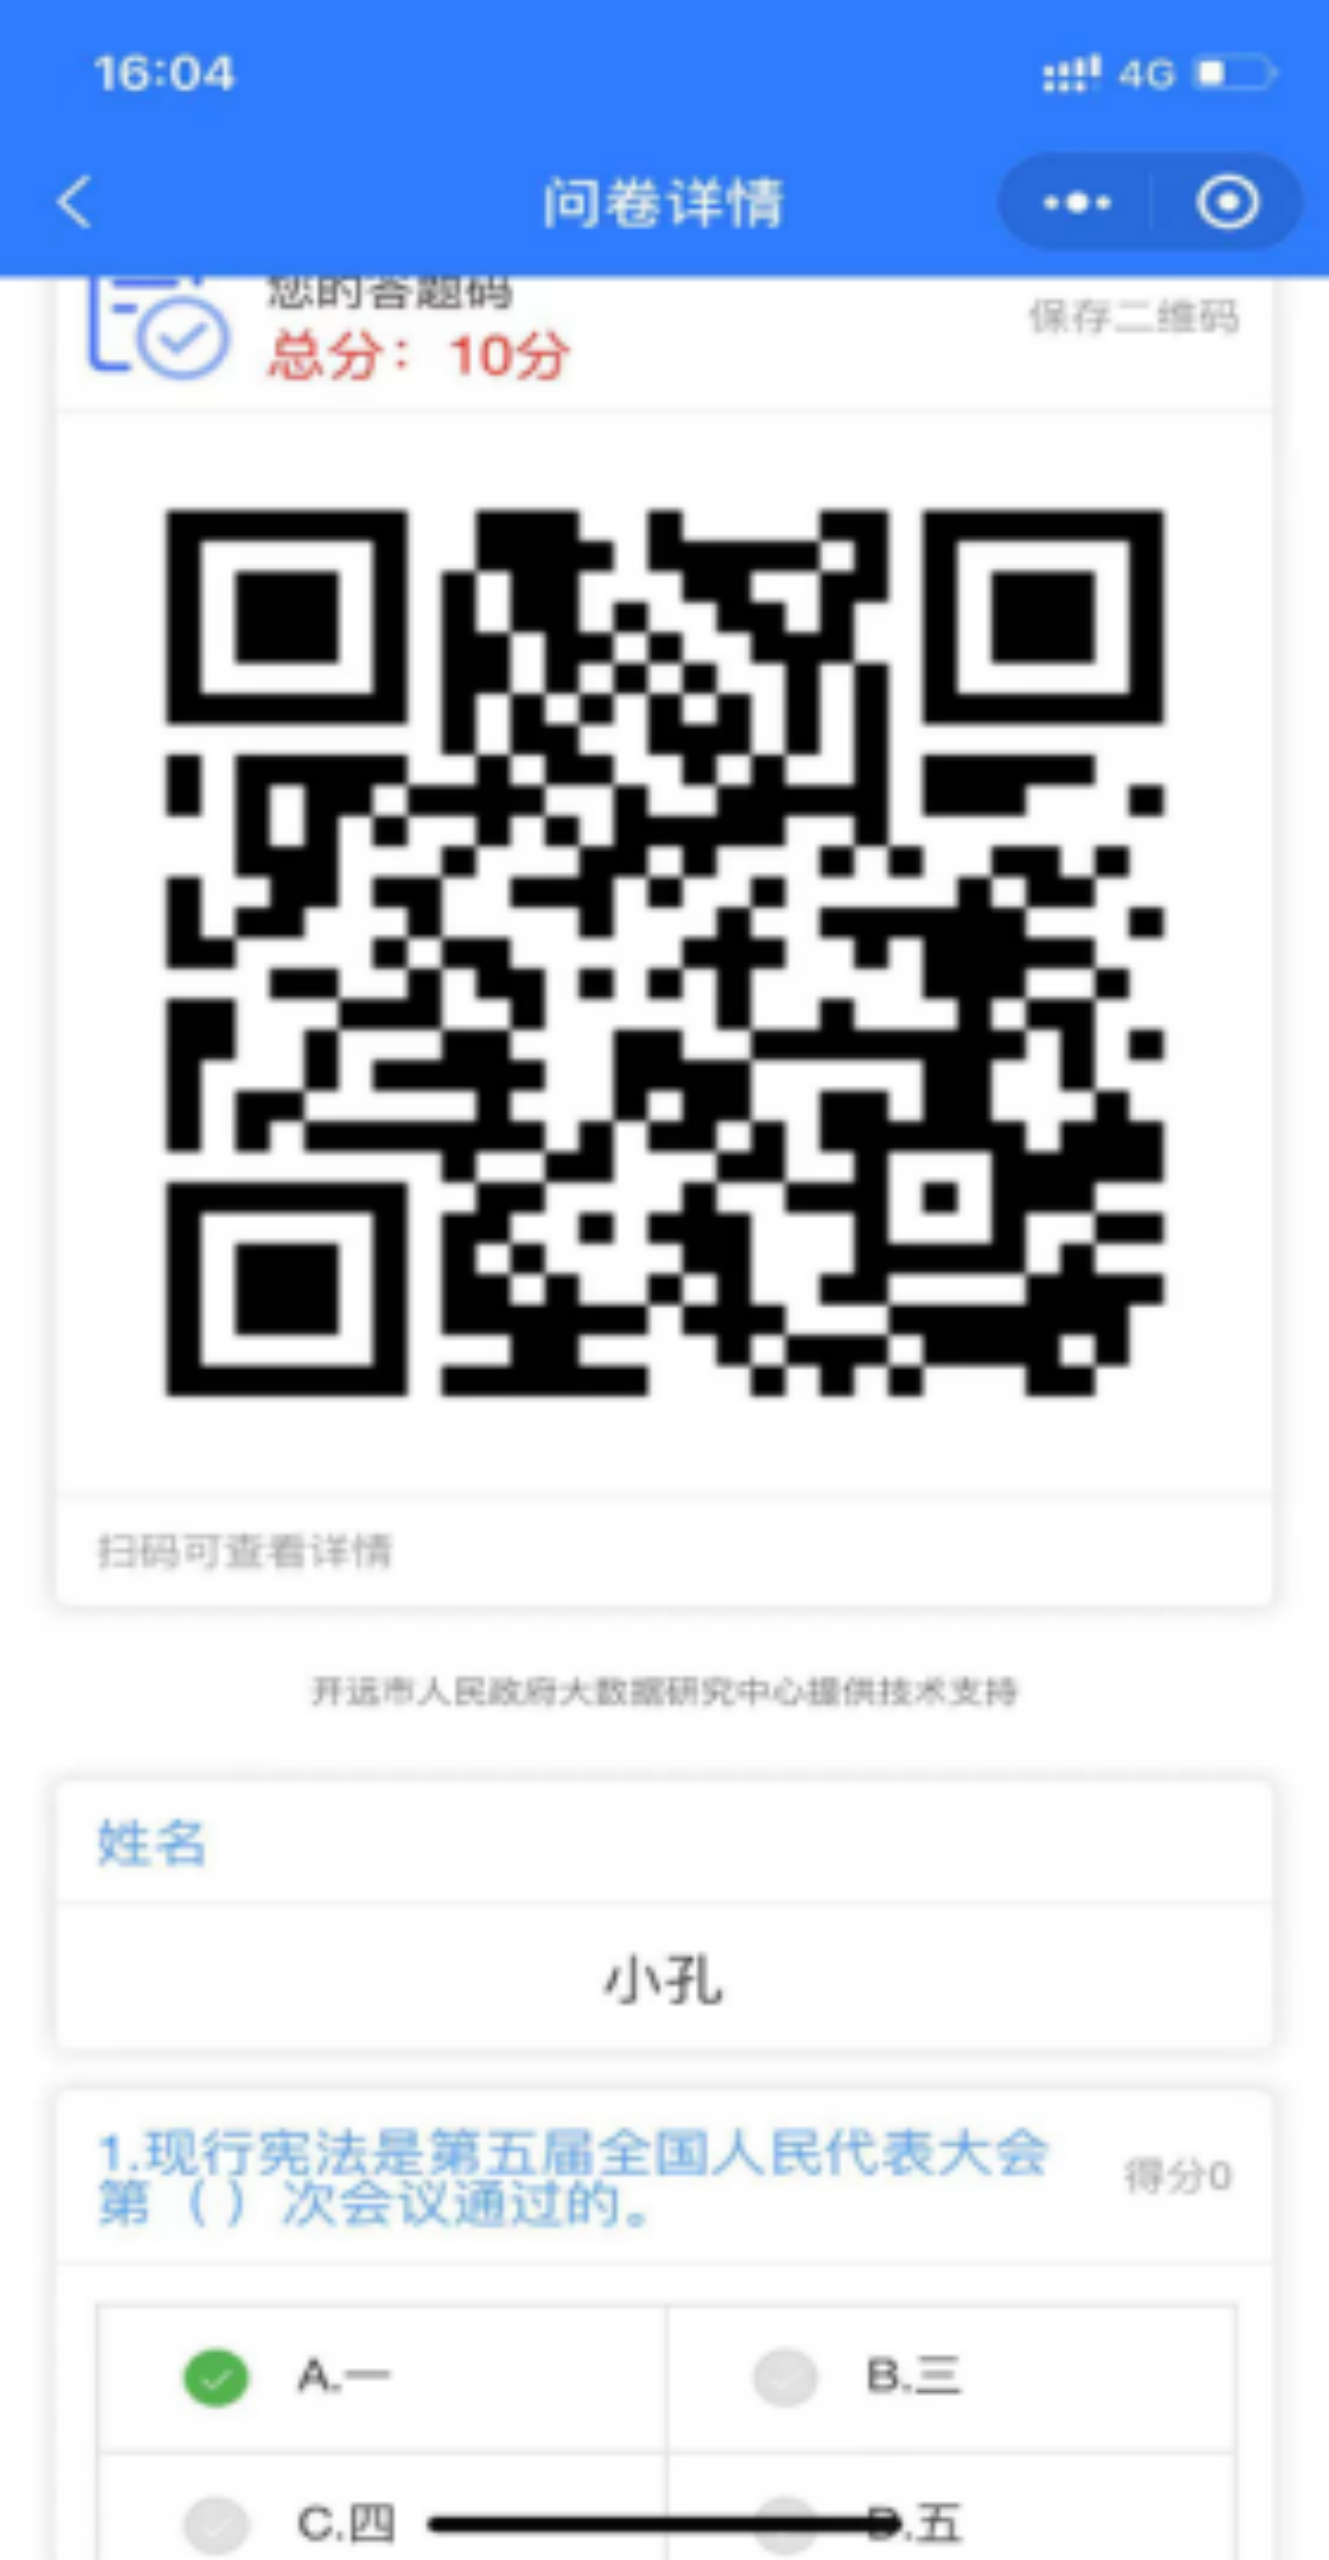 16:04
4G
问卷详情
您的答题码
保存二维码
总分：10分
扫码可查看详情
开远市人民政府大数据研究中心提供技术支持
姓名
小孔
1.现行宪法是第五届全国人民代表大会
第（ ）次会议通过的。
得分0
A.一
B.三
C.四
D.五